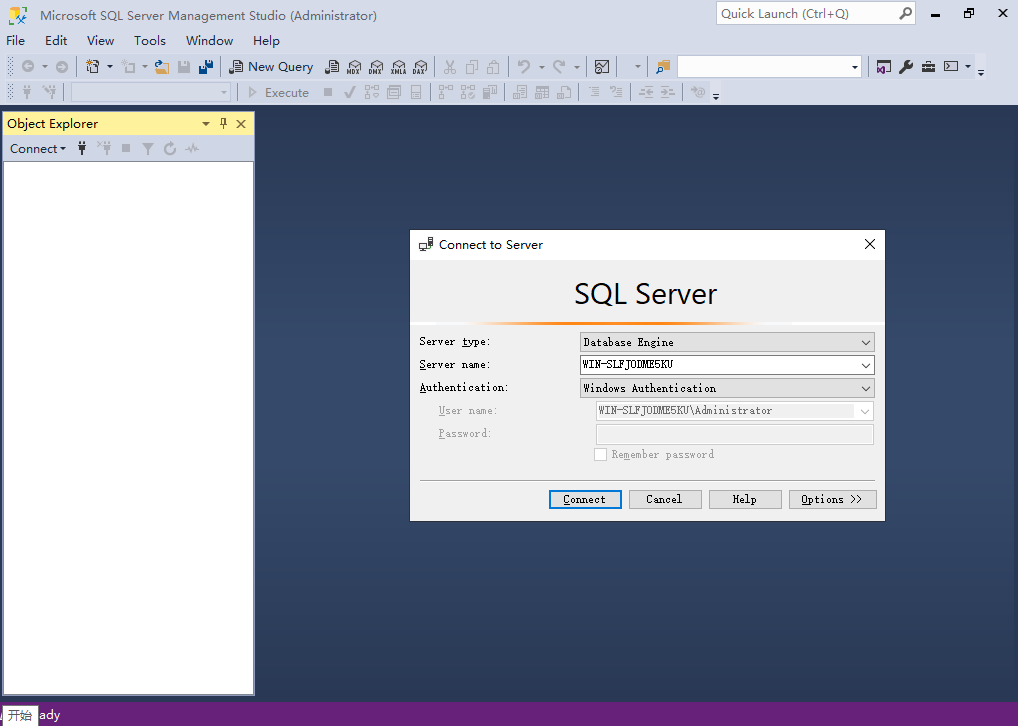 Microsoft SQL Server Management Studio (Administrator)
Quick Launch (Ctrl+Q)
File Edit View Tools Window Help
New Query MDX DMX XMLA DAX
Execute
Object Explorer
Connect
Connect to Server
SQL Server
Server type: Database Engine
Server name: WIN-SLFJODME5KU
Authentication: Windows Authentication
User name: WIN-SLFJODME5KU\Administrator
Password:
Remember password
Connect Cancel Help Options >>
开始 ady